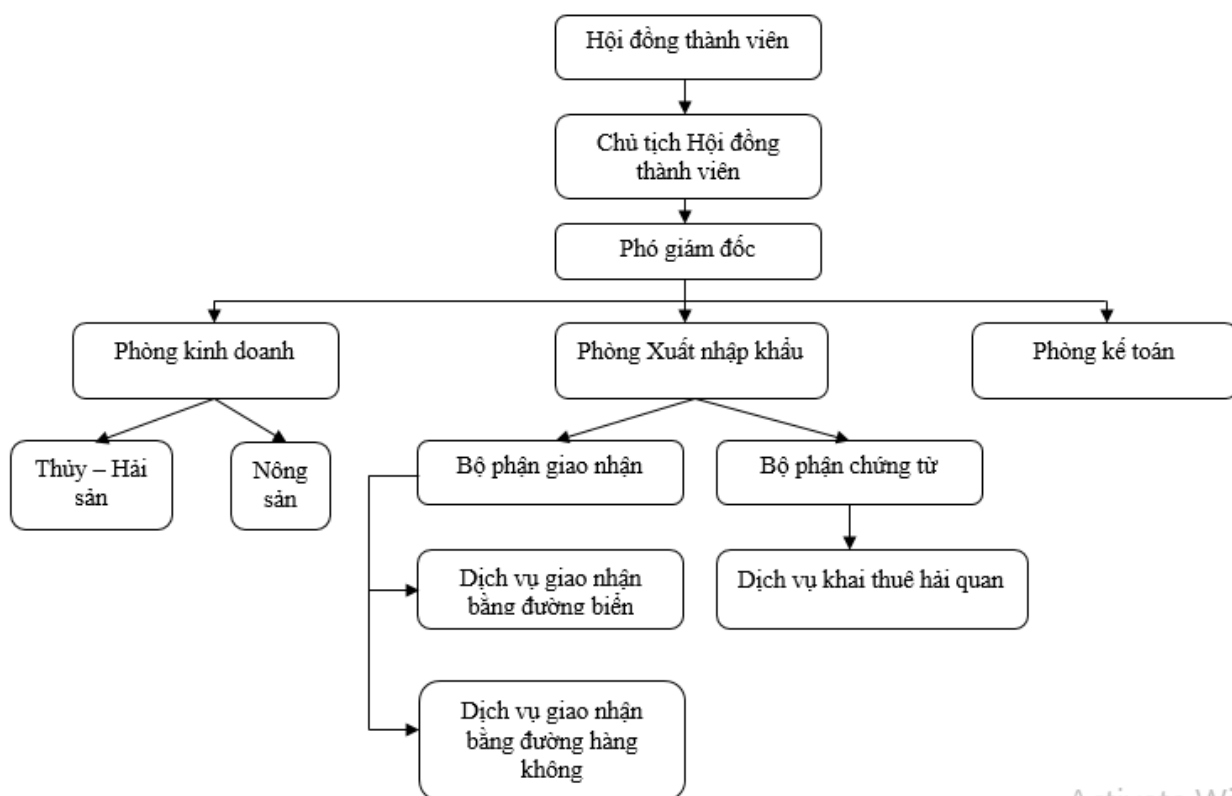 Hội đồng thành viên
Chủ tịch Hội đồng
thành viên
Phó giám đốc
Phòng kinh doanh
Phòng Xuất nhập khẩu
Phòng kế toán
Thủy – Hải
sản
Nông
sản
Bộ phận giao nhận
Bộ phận chứng từ
Dịch vụ giao nhận
bằng đường biển
Dịch vụ khai thuê hải quan
Dịch vụ giao nhận
bằng đường hàng
không